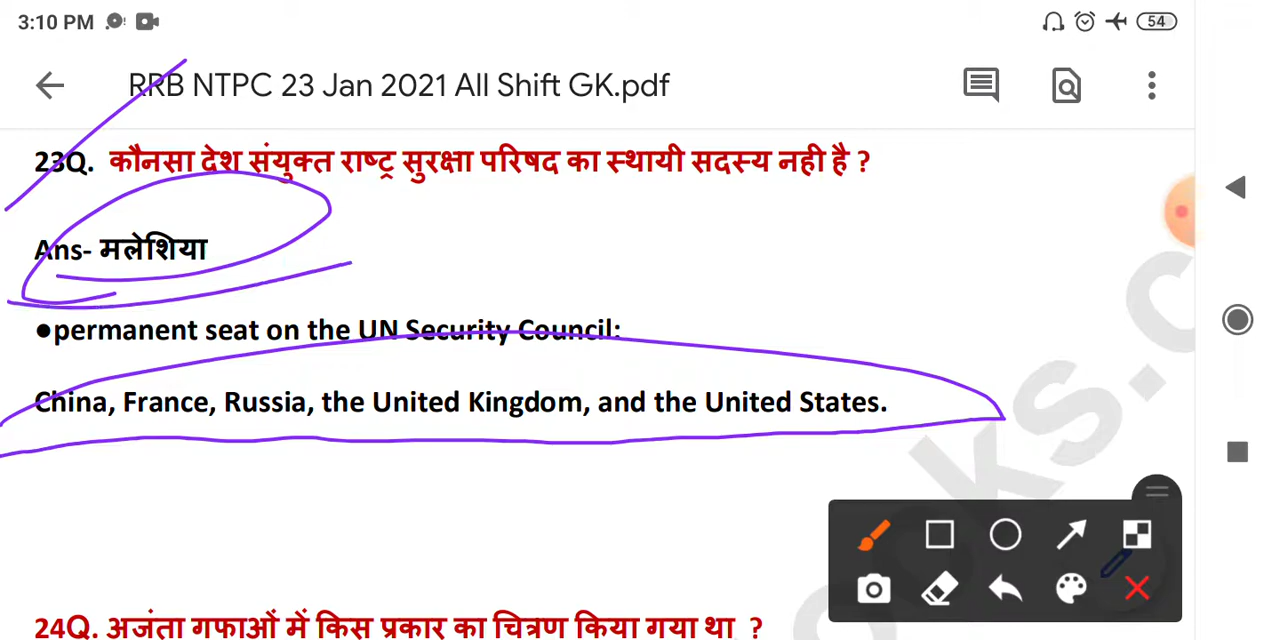 3:10 PM
54
RRB NTPC 23 Jan 2021 All Shift GK.pdf
23Q. कौनसा देश संयुक्त राष्ट्र सुरक्षा परिषद का स्थायी सदस्य नही है ?
Ans- मलेशिया
●permanent seat on the UN Security Council:
China, France, Russia, the United Kingdom, and the United States.
24Q. अजंता गफाओं में किस प्रकार का चित्रण किया गया था ?